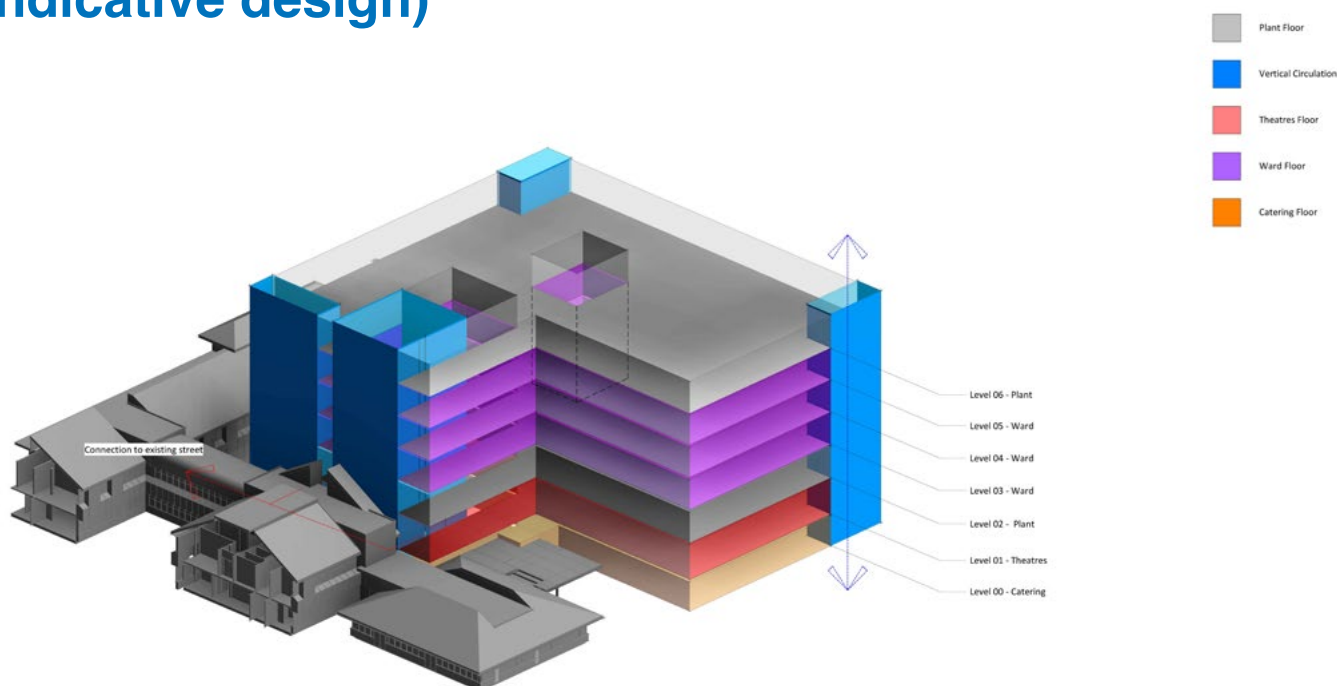 ndicative design)
Plant Floor
Vertical Circulation
Theatres Floor
Ward Floor
Catering Floor
Connection to existing street
Level 06 - Plant
Level 05 - Ward
Level 04 - Ward
Level 03 - Ward
Level 02 - Plant
Level 01 - Theatres
Level 00 - Catering